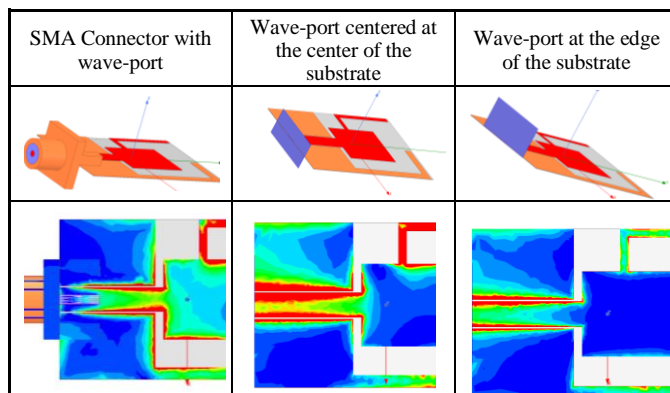 SMA Connector with
wave-port
Wave-port centered at
the center of the
substrate
Wave-port at the edge
of the substrate